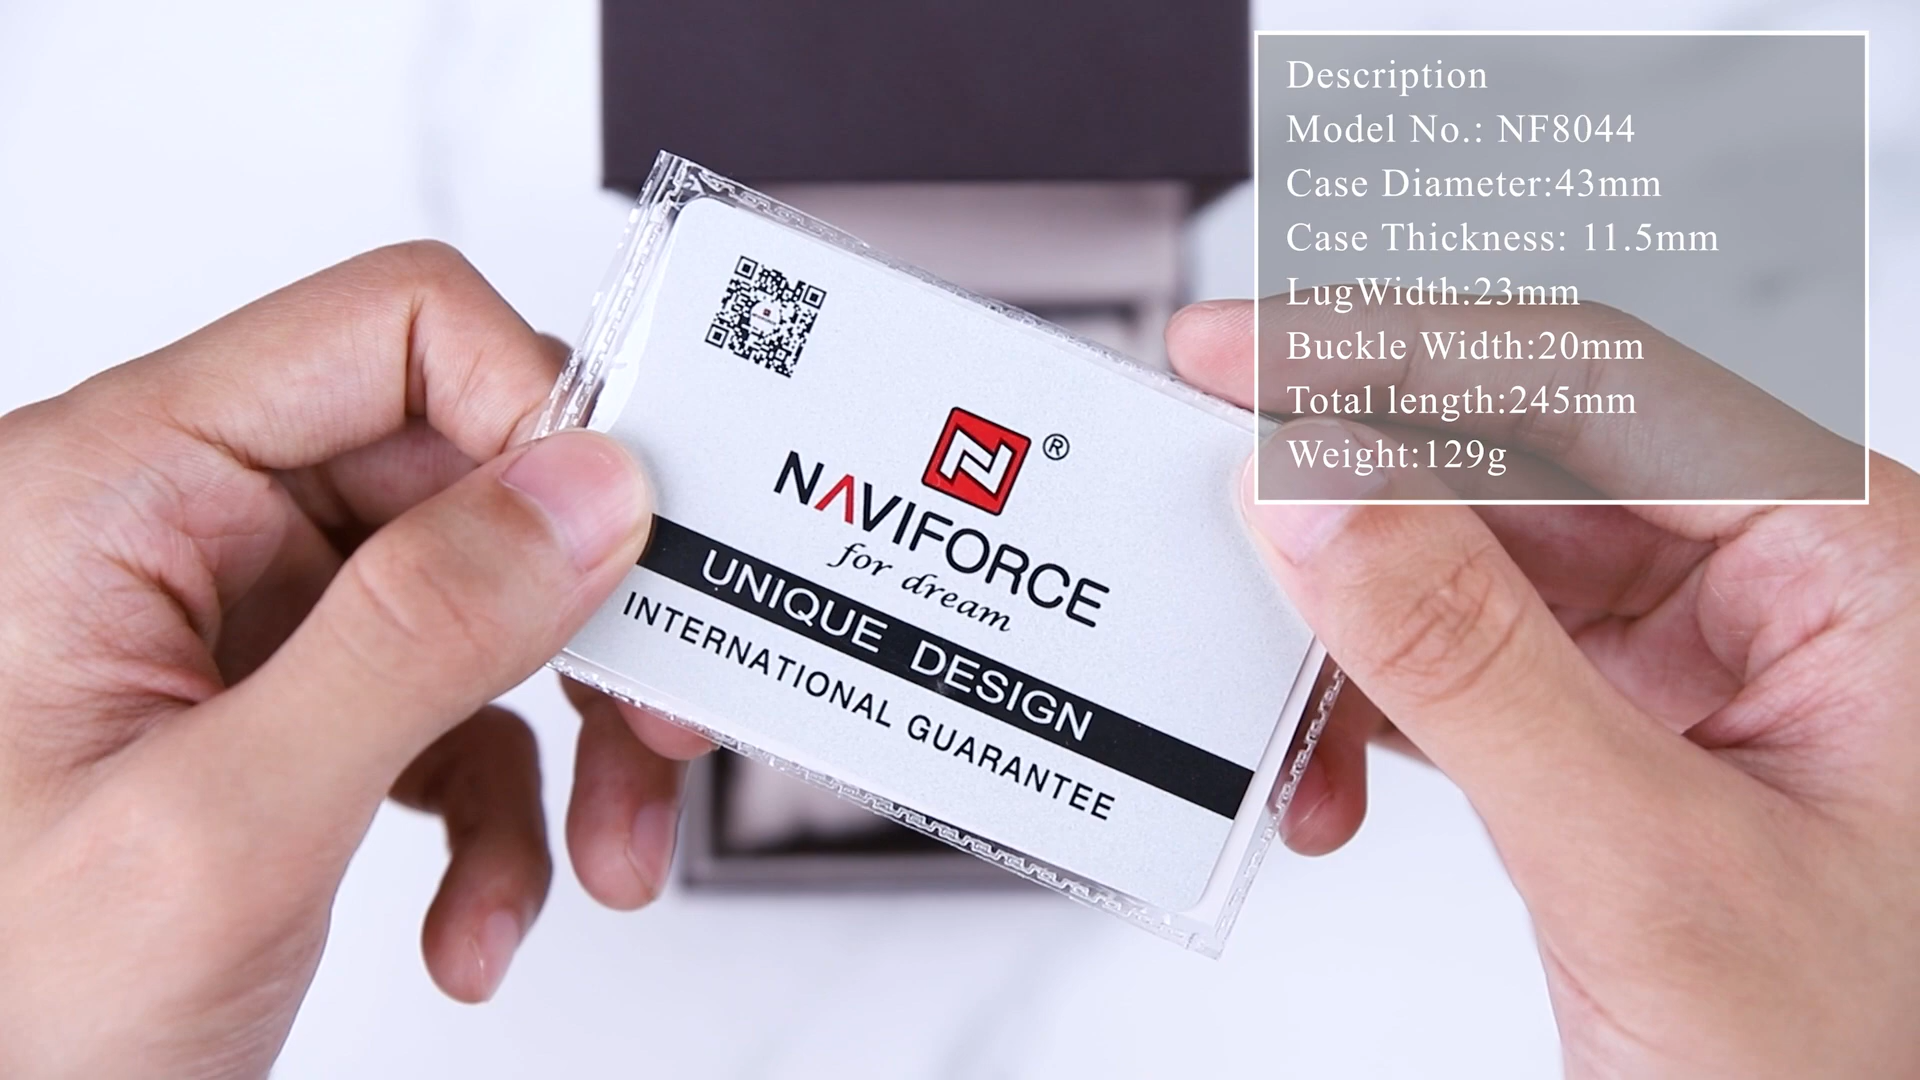 Description
Model No.: NF8044
Case Diameter:43mm
Case Thickness: 11.5mm
LugWidth:23mm
Buckle Width:20mm
Total length:245mm
Weight:129g
®
NAVIFORCE
for dream
UNIQUE DESIGN
INTERNATIONAL GUARANTEE